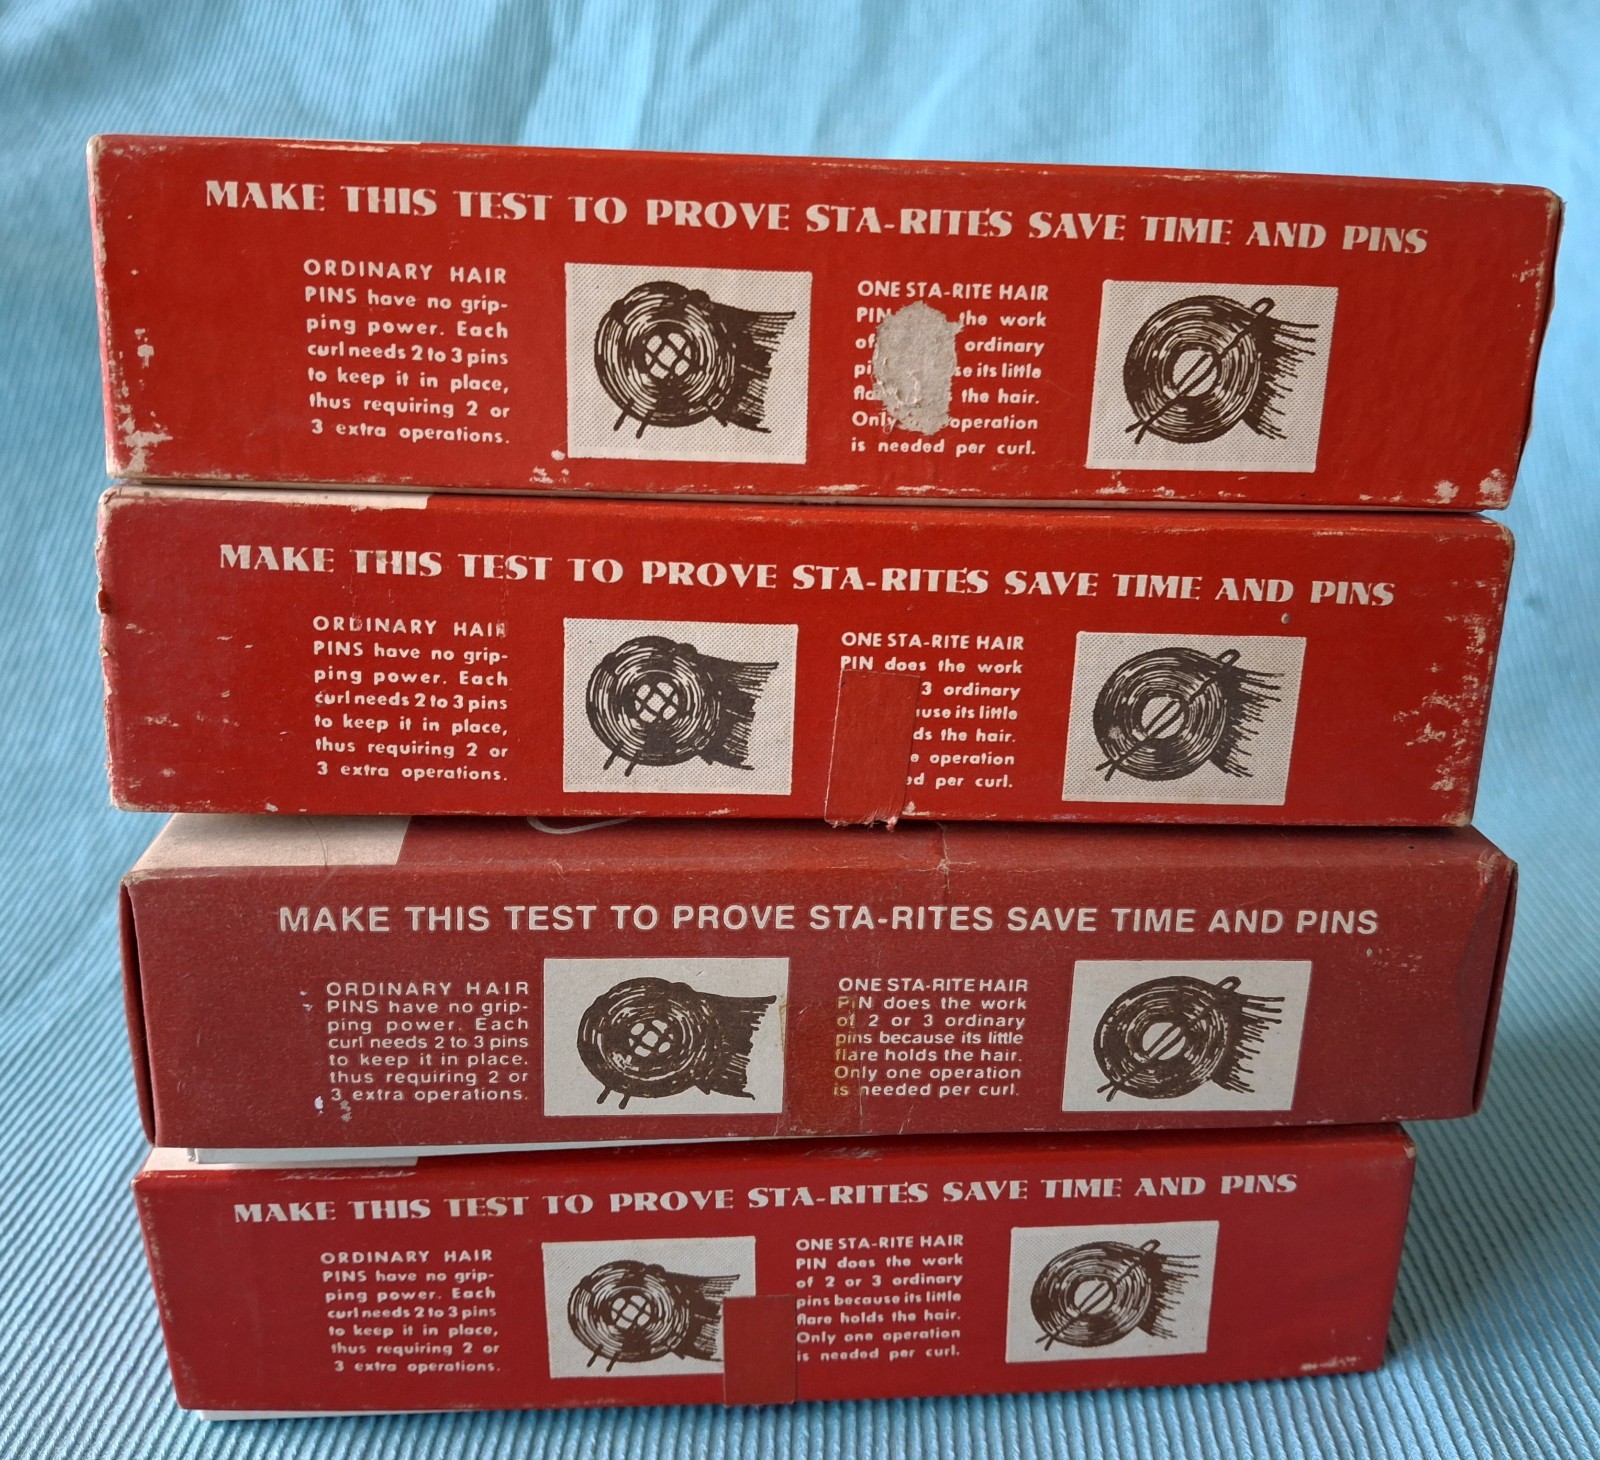 MAKE THIS TEST TO PROVE STA-RITES SAVE TIME AND PINS
ORDINARY HAIR
PINS have no grip-
ping power. Each
curl needs 2 to 3 pins
to keep it in place,
thus requiring 2 or
3 extra operations.
ONE STA-RITE HAIR
PIN the work
of ordinary
its little
the hair.
Only operation
is needed per curl.
MAKE THIS TEST TO PROVE STA-RITES SAVE TIME AND PINS
ORDINARY HAIR
PINS have no grip-
ping power. Each
curl needs 2 to 3 pins
to keep it in place,
thus requiring 2 or
3 extra operations.
ONE STA-RITE HAIR
PIN does the work
3 ordinary
its little
the hair.
operation
per curl.
MAKE THIS TEST TO PROVE STA-RITES SAVE TIME AND PINS
ORDINARY HAIR
PINS have no grip-
ping power. Each
curl needs 2 to 3 pins
to keep it in place.
thus requiring 2 or
3 extra operations.
ONE STA-RITE HAIR
PIN does the work
of 2 or 3 ordinary
pins because its little
flare holds the hair.
Only one operation
is needed per curl.
MAKE THIS TEST TO PROVE STA-RITES SAVE TIME AND PINS
ORDINARY HAIR
PINS have no grip-
ping power. Each
curl needs 2 to 3 pins
to keep it in place,
thus requiring 2 or
3 extra operations.
ONE STA-RITE HAIR
PIN does the work
of 2 or 3 ordinary
pins because its little
flare holds the hair.
Only one operation
is needed per curl.